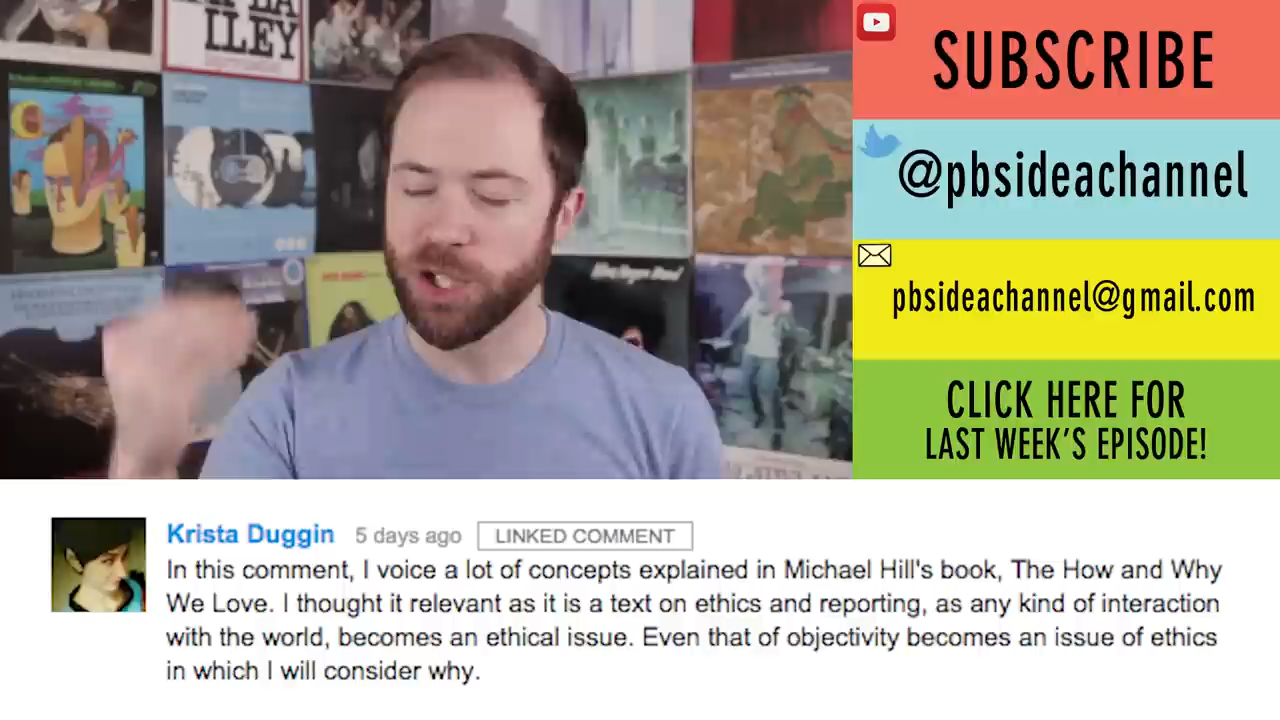 ILEY
SUBSCRIBE
@pbsideachannel
pbsideachannel@gmail.com
CLICK HERE FOR
LAST WEEK'S EPISODE!
Krista Duggin 5 days ago LINKED COMMENT
In this comment, I voice a lot of concepts explained in Michael Hill's book, The How and Why
We Love. I thought it relevant as it is a text on ethics and reporting, as any kind of interaction
with the world, becomes an ethical issue. Even that of objectivity becomes an issue of ethics
in which I will consider why.